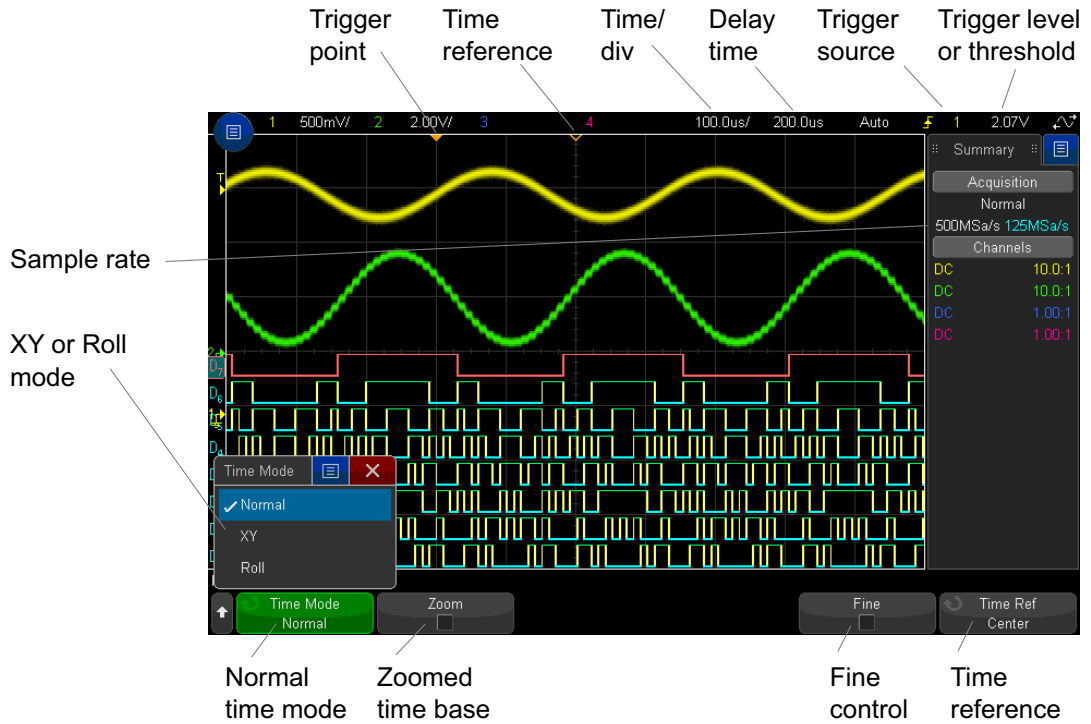 Trigger point
Time reference
Time/ div
Delay time
Trigger source
Trigger level or threshold
1 500mV/ 2 2.00V/ 3 4 100.0us/ 200.0us Auto 1 2.07V
Summary
Acquisition
Normal
500MSa/s 125MSa/s
Channels
DC 10.0:1
DC 10.0:1
DC 1.00:1
DC 1.00:1
Sample rate
XY or Roll mode
T
2
D7
D6
D4
Time Mode
Normal
XY
Roll
Time Mode
Normal
Zoom
Fine
Time Ref
Center
Normal time mode
Zoomed time base
Fine control
Time reference